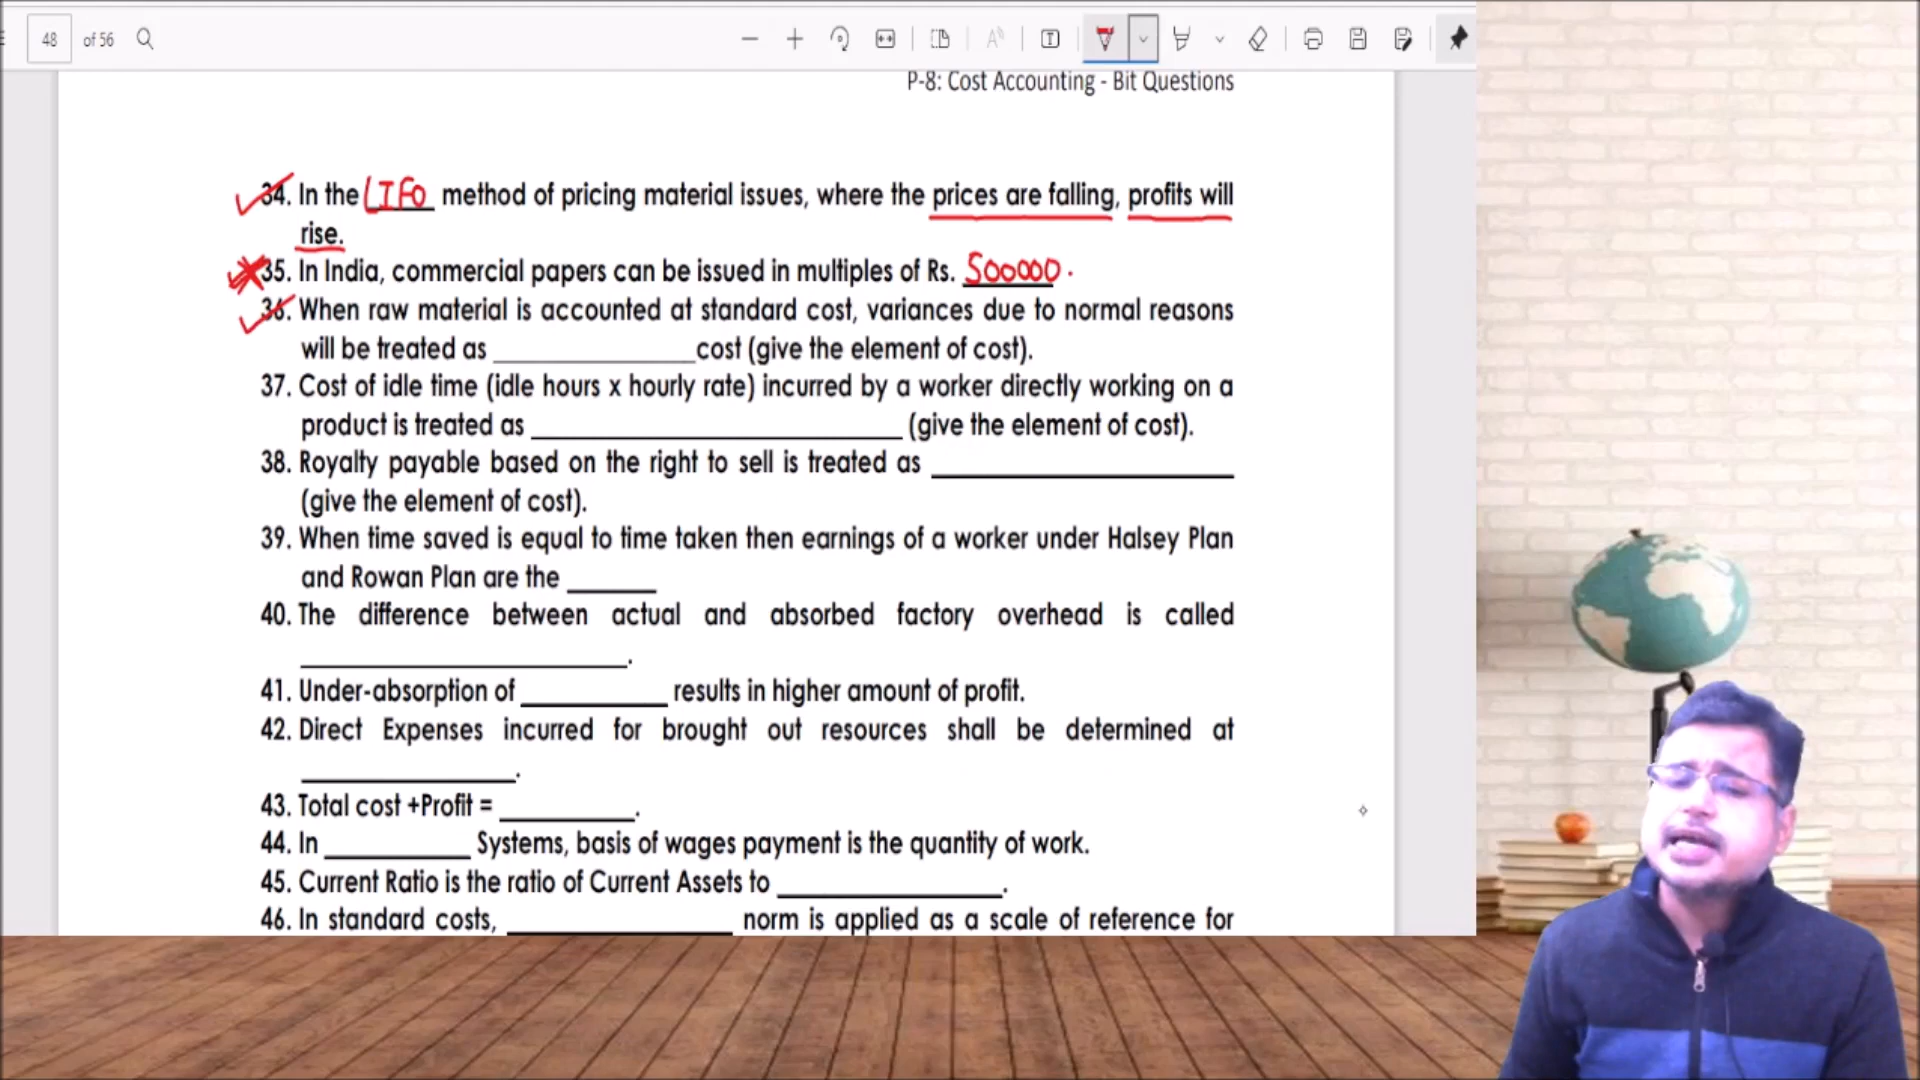 48 of 56
P-8: Cost Accounting - Bit Questions
34. In the LIFO method of pricing material issues, where the prices are falling, profits will
rise.
35. In India, commercial papers can be issued in multiples of Rs. 500000.
36. When raw material is accounted at standard cost, variances due to normal reasons
will be treated as _______________cost (give the element of cost).
37. Cost of idle time (idle hours x hourly rate) incurred by a worker directly working on a
product is treated as ____________________________ (give the element of cost).
38. Royalty payable based on the right to sell is treated as _______________________
(give the element of cost).
39. When time saved is equal to time taken then earnings of a worker under Halsey Plan
and Rowan Plan are the _______
40. The difference between actual and absorbed factory overhead is called
_________________________.
41. Under-absorption of ___________ results in higher amount of profit.
42. Direct Expenses incurred for brought out resources shall be determined at
________________.
43. Total cost +Profit = __________.
44. In ___________ Systems, basis of wages payment is the quantity of work.
45. Current Ratio is the ratio of Current Assets to _________________.
46. In standard costs, _________________ norm is applied as a scale of reference for